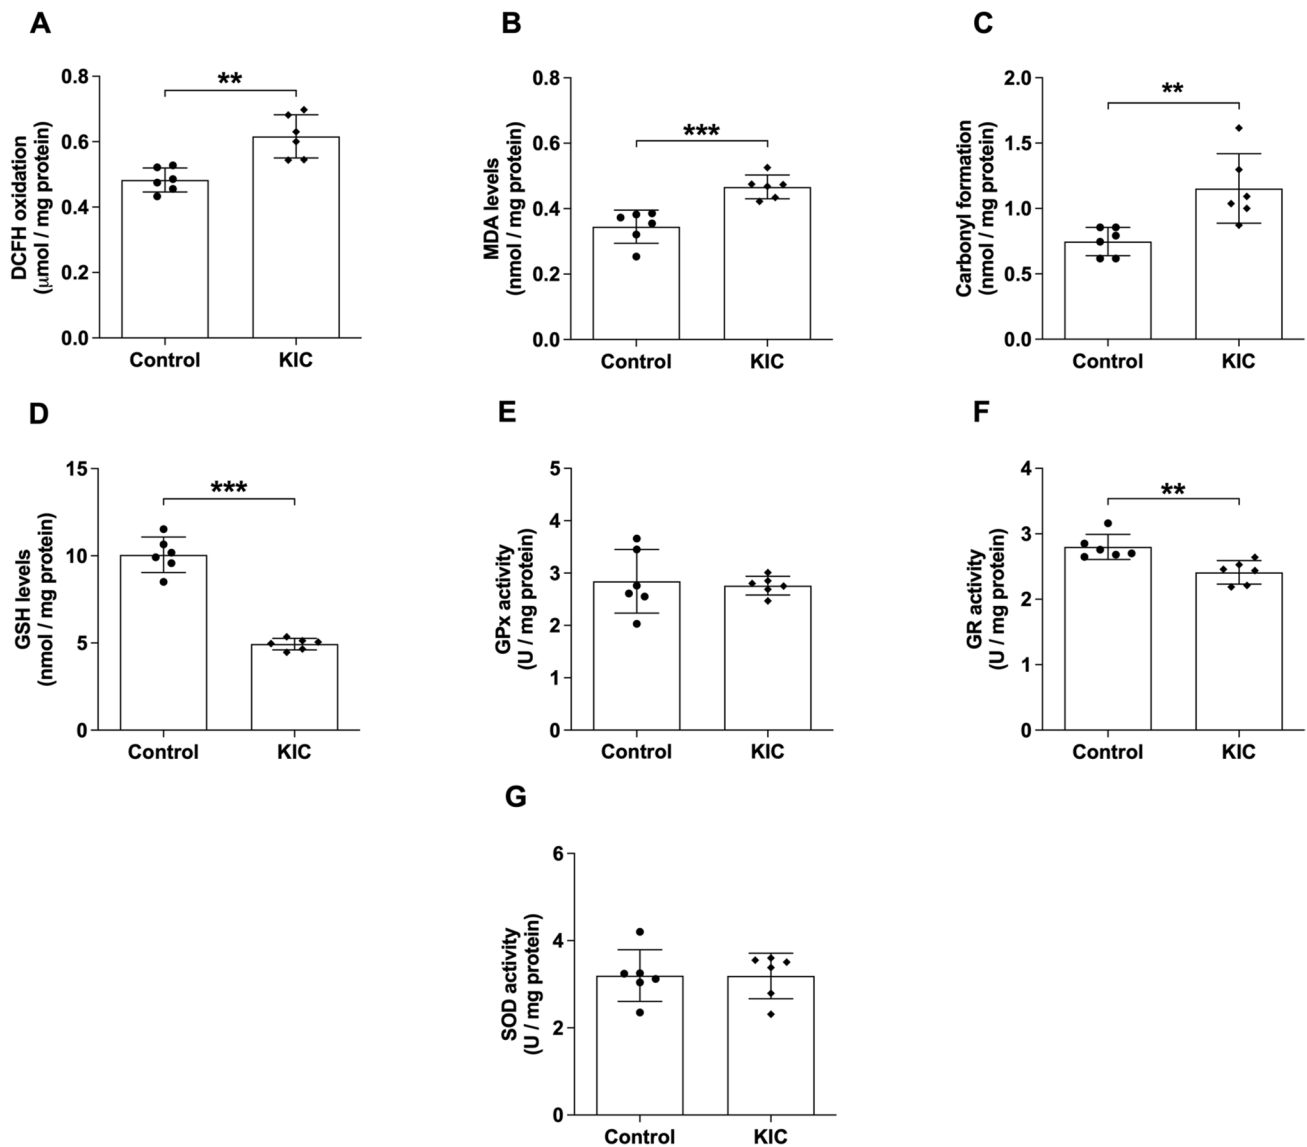 A
DCFH oxidation
(μmol / mg protein)
0.8
0.6
0.4
0.2
0.0
**
Control KIC
B
MDA levels
(nmol / mg protein)
0.8
0.6
0.4
0.2
0.0
***
Control KIC
C
Carbonyl formation
(nmol / mg protein)
2.0
1.5
1.0
0.5
0.0
**
Control KIC
D
GSH levels
(nmol / mg protein)
15
10
5
0
***
Control KIC
E
GPx activity
(U / mg protein)
5
4
3
2
1
0
Control KIC
F
GR activity
(U / mg protein)
4
3
2
1
0
**
Control KIC
G
SOD activity
(U / mg protein)
6
4
2
0
Control KIC